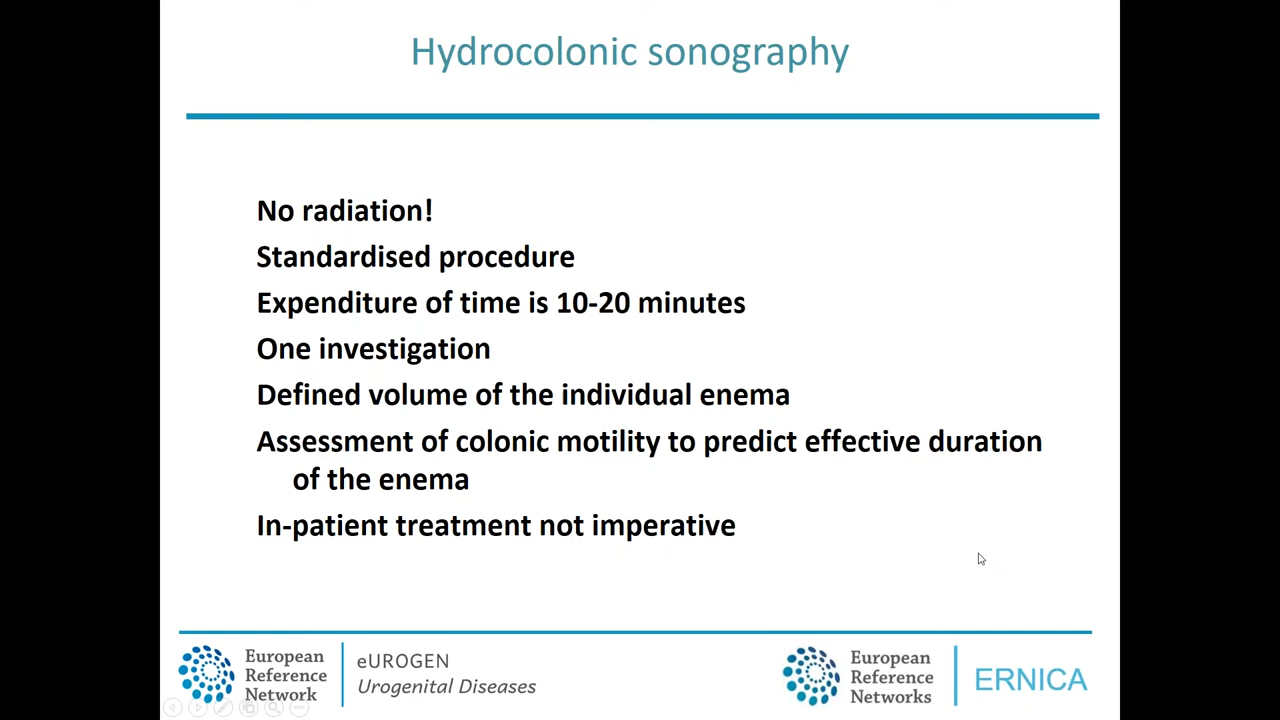 Hydrocolonic sonography
No radiation!
Standardised procedure
Expenditure of time is 10-20 minutes
One investigation
Defined volume of the individual enema
Assessment of colonic motility to predict effective duration
of the enema
In-patient treatment not imperative
European
Reference
Network
eUROGEN
Urogenital Diseases
European
Reference
Networks
ERNICA